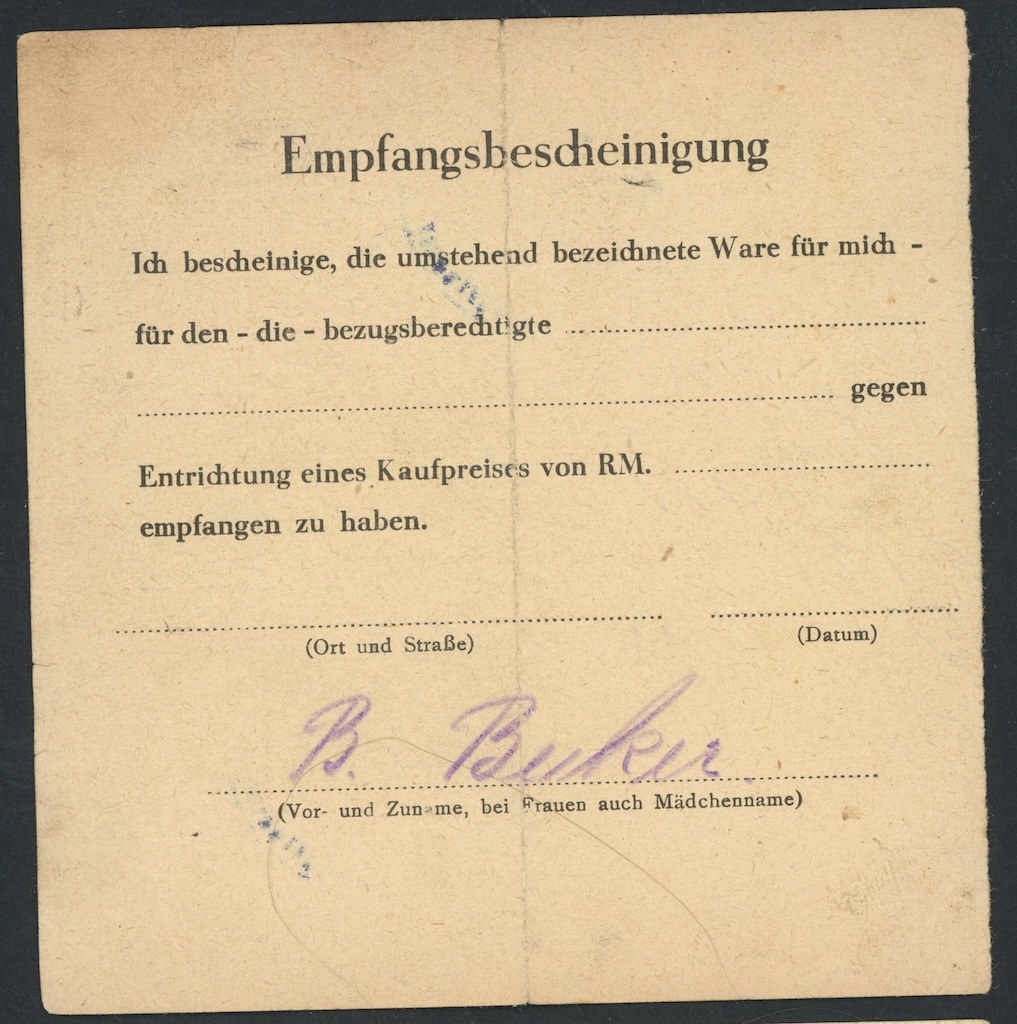 Empfangsbescheinigung
Ich bescheinige, die umstehend bezeichnete Ware für mich -
für den - die - bezugsberechtigte ........................
........................ gegen
Entrichtung eines Kaufpreises von RM. ........................
empfangen zu haben.
(Ort und Straße) (Datum)
B. Buker.
(Vor- und Zuname, bei Frauen auch Mädchenname)